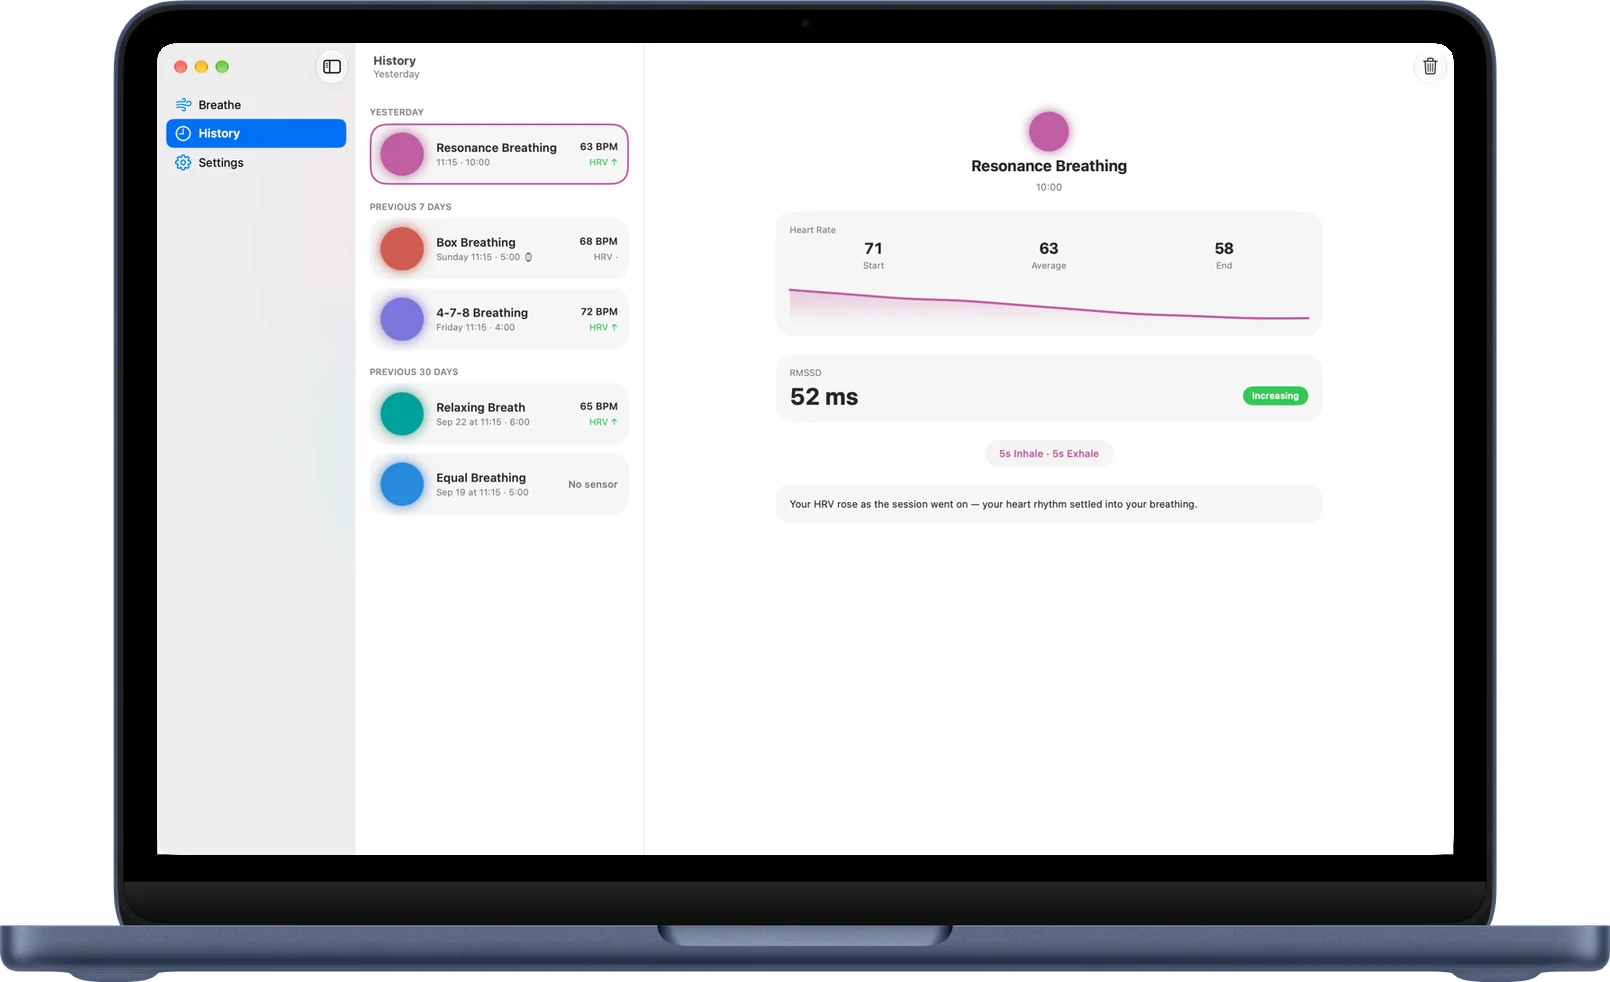 Breathe
History
Settings
History
Yesterday
YESTERDAY
Resonance Breathing
63 BPM
11:15 · 10:00
HRV ↑
PREVIOUS 7 DAYS
Box Breathing
68 BPM
Sunday 11:15 · 5:00
HRV ·
4-7-8 Breathing
72 BPM
Friday 11:15 · 4:00
HRV ↑
PREVIOUS 30 DAYS
Relaxing Breath
65 BPM
Sep 22 at 11:15 · 6:00
HRV ↑
Equal Breathing
Sep 19 at 11:15 · 5:00
No sensor
Resonance Breathing
10:00
Heart Rate
71
63
58
Start
Average
End
RMSSD
52 ms
Increasing
5s Inhale · 5s Exhale
Your HRV rose as the session went on — your heart rhythm settled into your breathing.